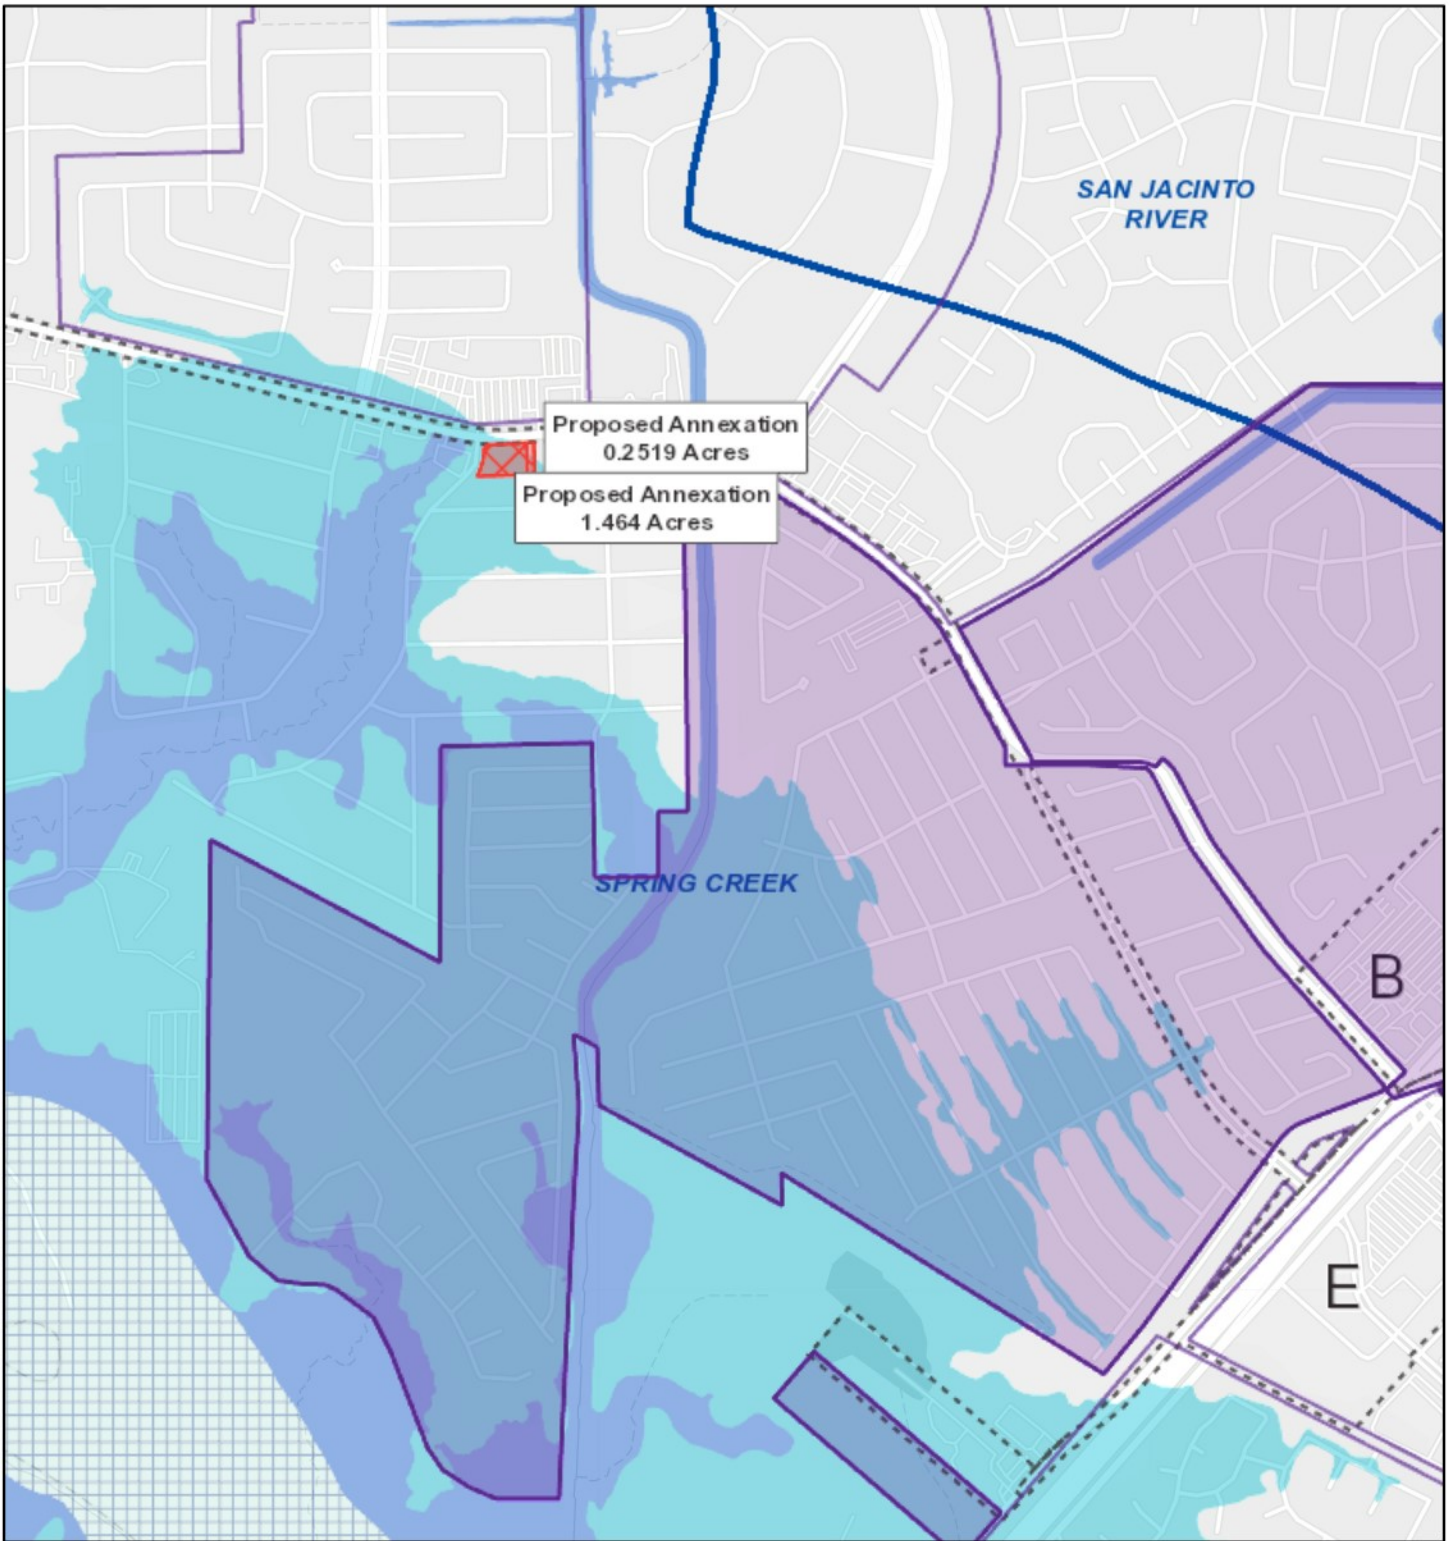 SAN JACINTO
RIVER
Proposed Annexation
0.2519 Acres
Proposed Annexation
1.464 Acres
SPRING CREEK
B
E